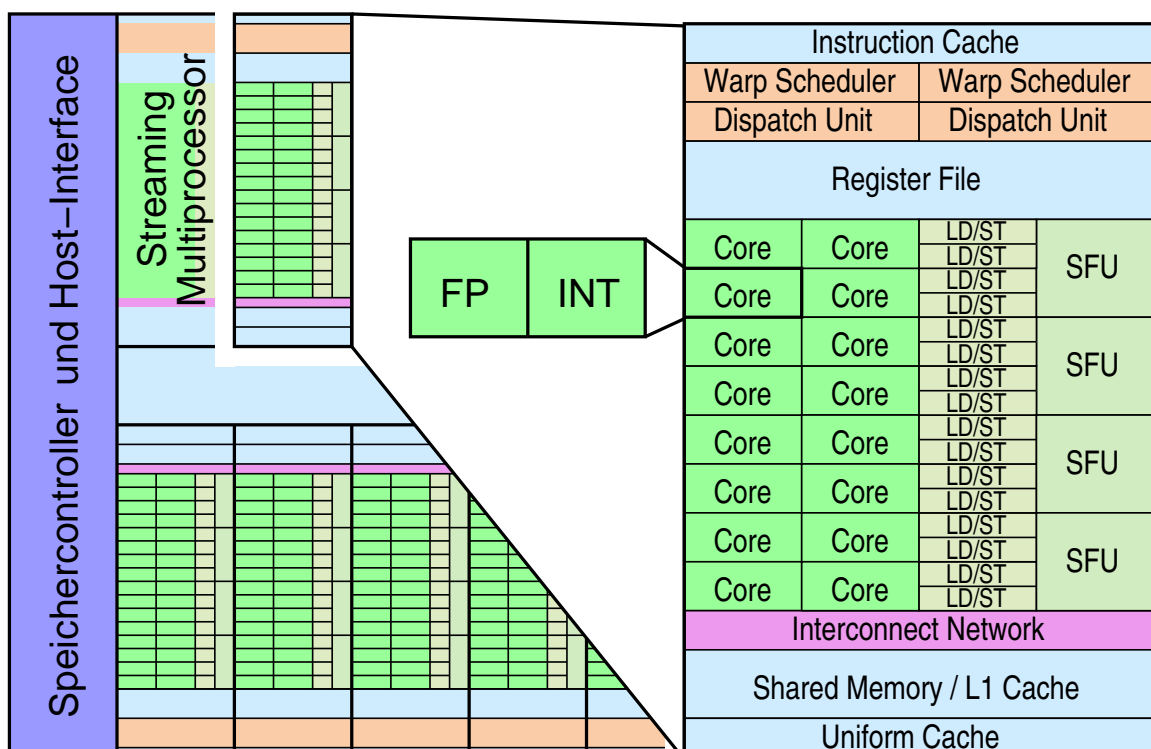 Speichercontroller und Host–Interface
Streaming
Multiprocessor
FP INT
Instruction Cache
Warp Scheduler Warp Scheduler
Dispatch Unit Dispatch Unit
Register File
Core Core LD/ST SFU
LD/ST
Core Core LD/ST
LD/ST
Core Core LD/ST SFU
LD/ST
Core Core LD/ST
LD/ST
Core Core LD/ST SFU
LD/ST
Core Core LD/ST
LD/ST
Core Core LD/ST SFU
LD/ST
Core Core LD/ST
LD/ST
Interconnect Network
Shared Memory / L1 Cache
Uniform Cache